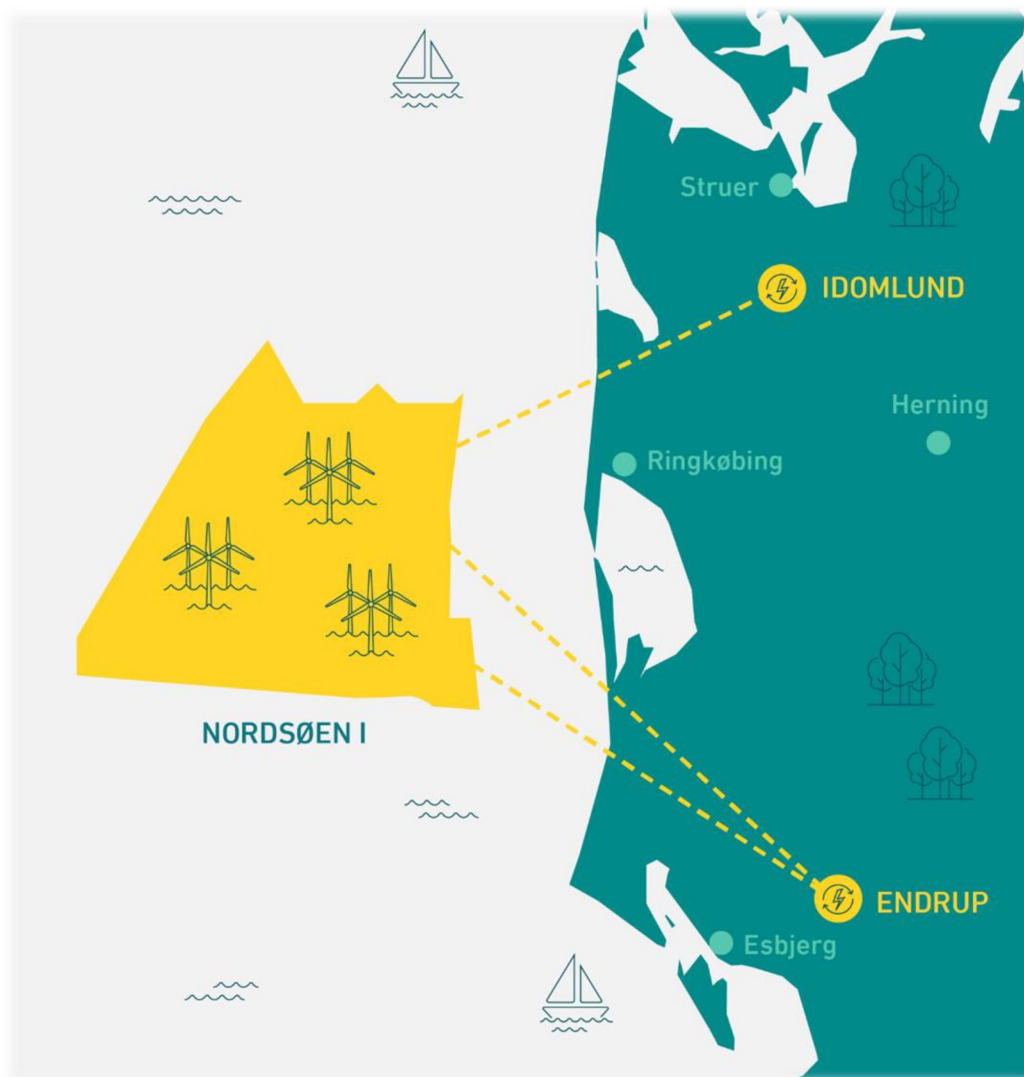 Struer
IDOMLUND
Herning
Ringkøbing
NORDSØEN I
ENDRUP
Esbjerg